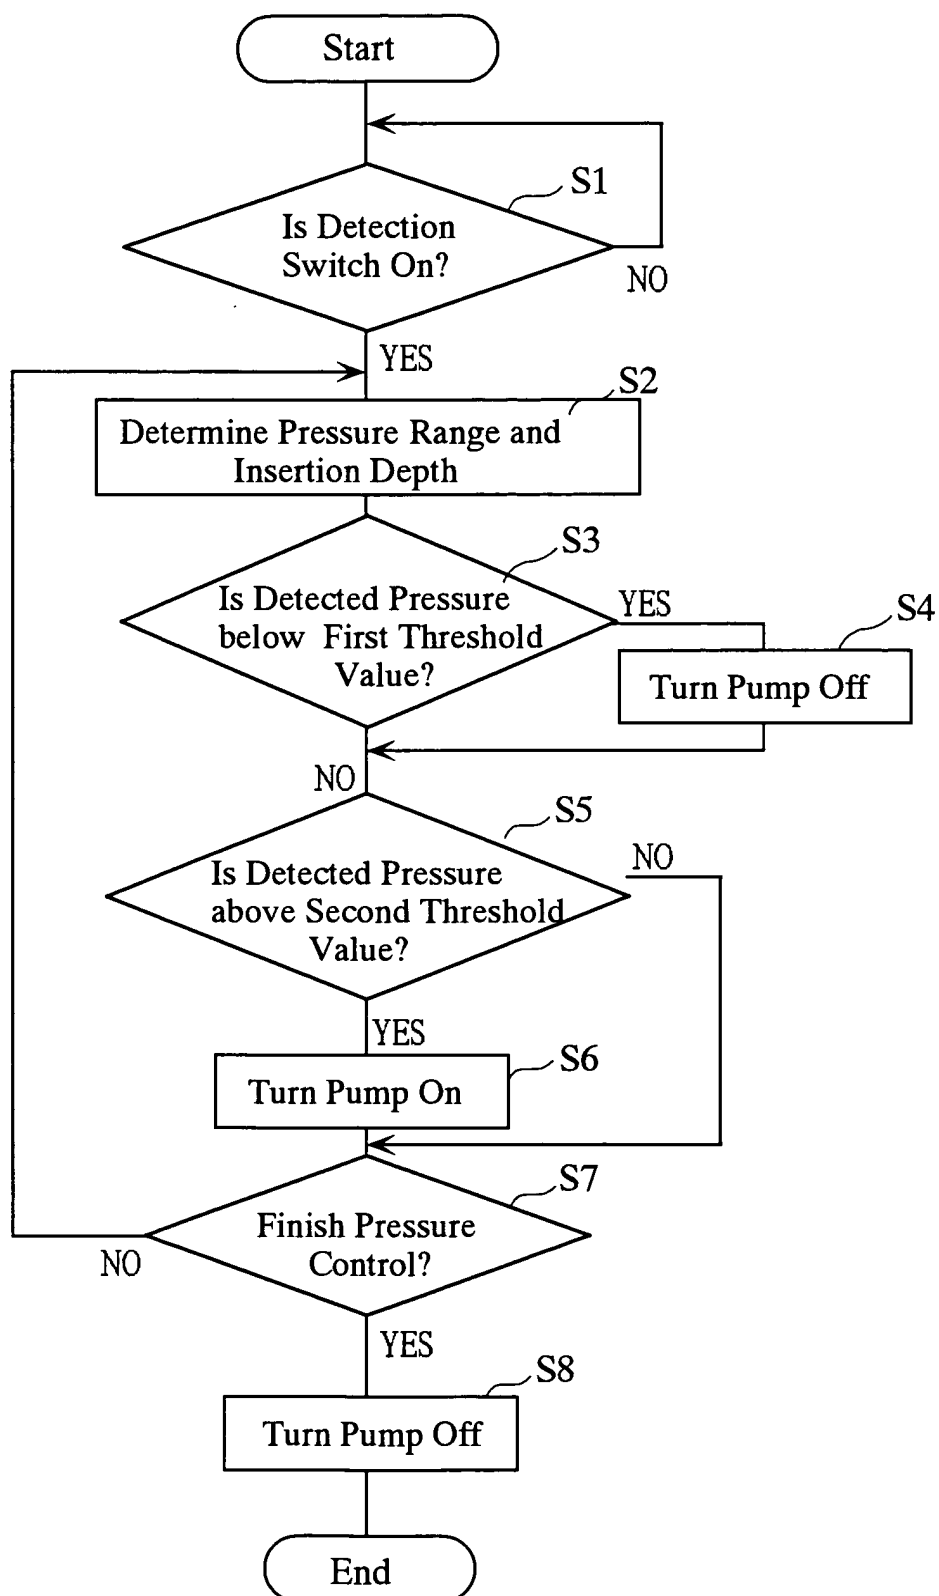 Start
S1
Is Detection
Switch On?
NO
YES
S2
Determine Pressure Range and
Insertion Depth
S3
Is Detected Pressure
below First Threshold
Value?
YES
S4
Turn Pump Off
NO
S5
Is Detected Pressure
above Second Threshold
Value?
NO
YES
S6
Turn Pump On
S7
Finish Pressure
Control?
NO
YES
S8
Turn Pump Off
End